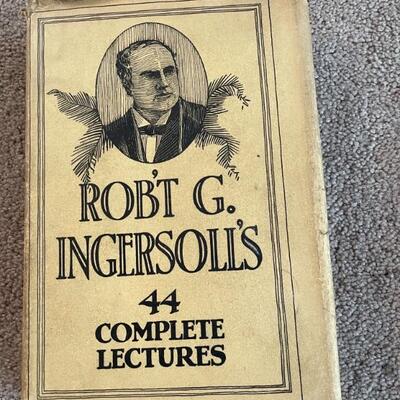 ROB'T G.
INGERSOLL'S
44
COMPLETE
LECTURES